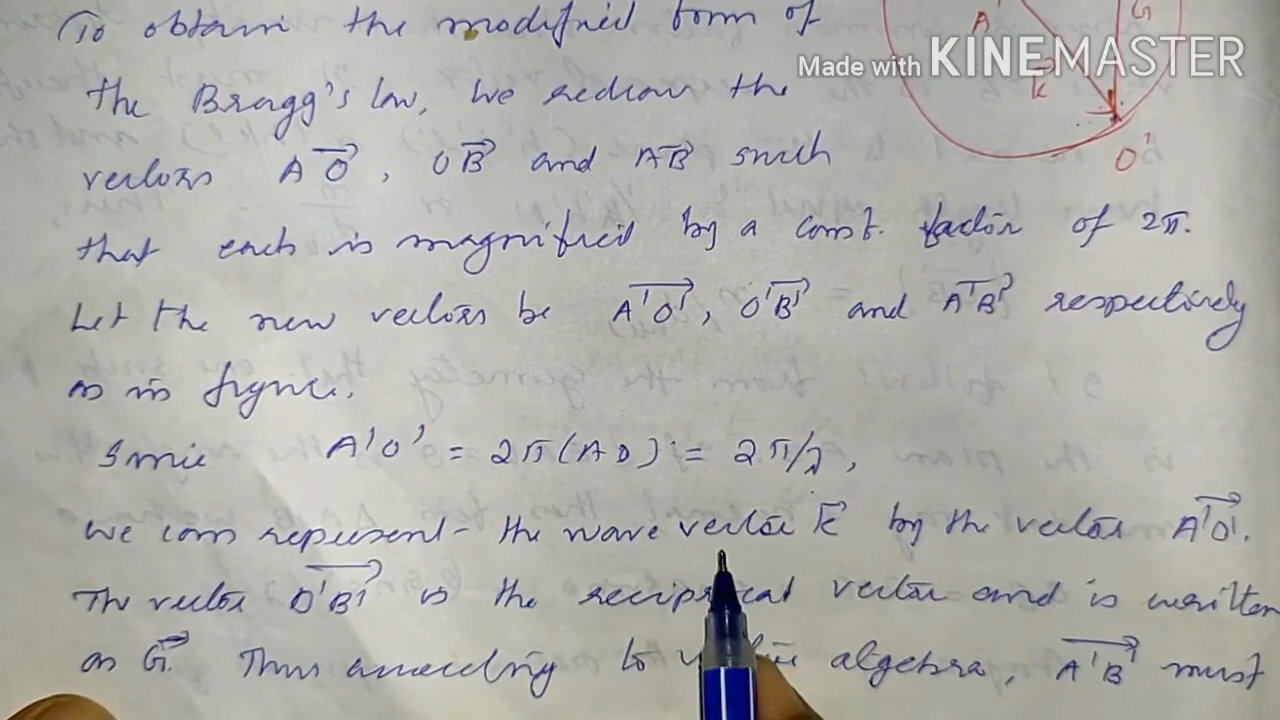 To obtain the modified form of
A' G
Made with KINEMASTER
the Bragg's law, we redraw the
K
O'
vectors AO, OB and AB such
that each is magnified by a const. factor of 2π.
Let the new vectors be A'O', O'B' and A'B' respectively
as in figure.
Since A'O' = 2π(AO) = 2π/λ,
we can represent the wave vector K by the vector A'O'.
The vector O'B' is the reciprocal vector and is written
as G. Thus according to algebra, A'B' must